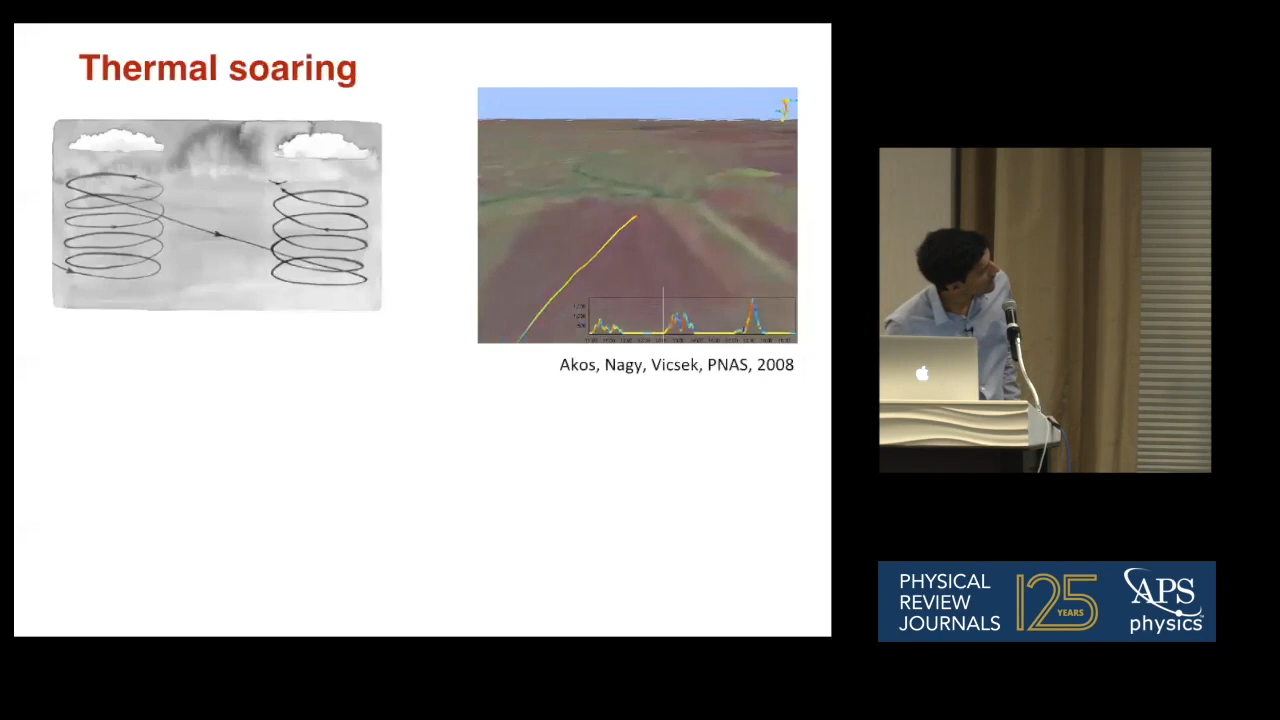 Thermal soaring
Akos, Nagy, Vicsek, PNAS, 2008
PHYSICAL
REVIEW
JOURNALS
125
YEARS
APS
physics